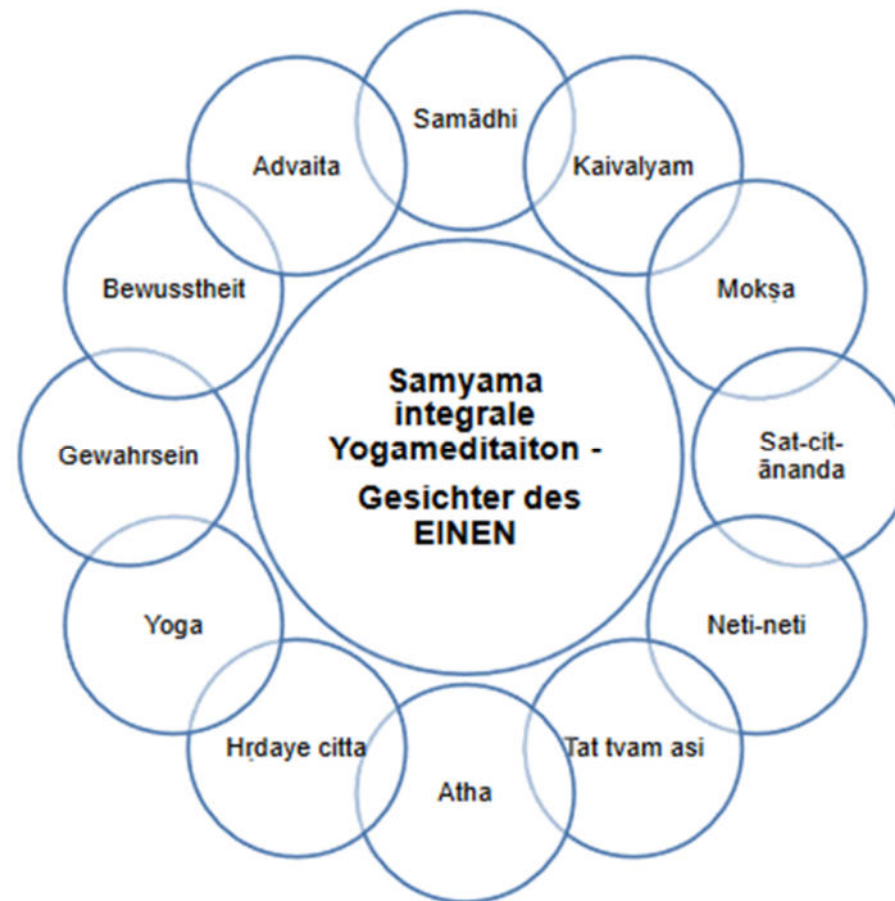 Samādhi
Kaivalyam
Mokṣa
Sat-cit-
ānanda
Neti-neti
Tat tvam asi
Atha
Hṛdaye citta
Yoga
Gewahrsein
Bewusstheit
Advaita
Samyama
integrale
Yogameditaiton -
Gesichter des
EINEN